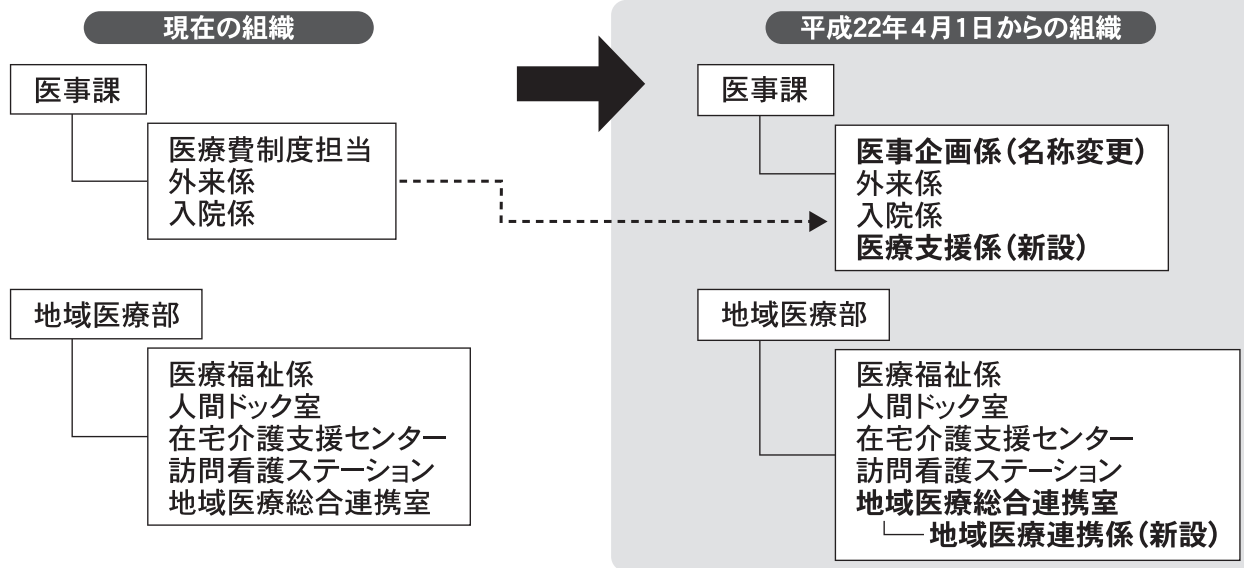 現在の組織
医事課
医療費制度担当
外来係
入院係
地域医療部
医療福祉係
人間ドック室
在宅介護支援センター
訪問看護ステーション
地域医療総合連携室
平成22年4月1日からの組織
医事課
医事企画係(名称変更)
外来係
入院係
医療支援係(新設)
地域医療部
医療福祉係
人間ドック室
在宅介護支援センター
訪問看護ステーション
地域医療総合連携室
地域医療連携係(新設)